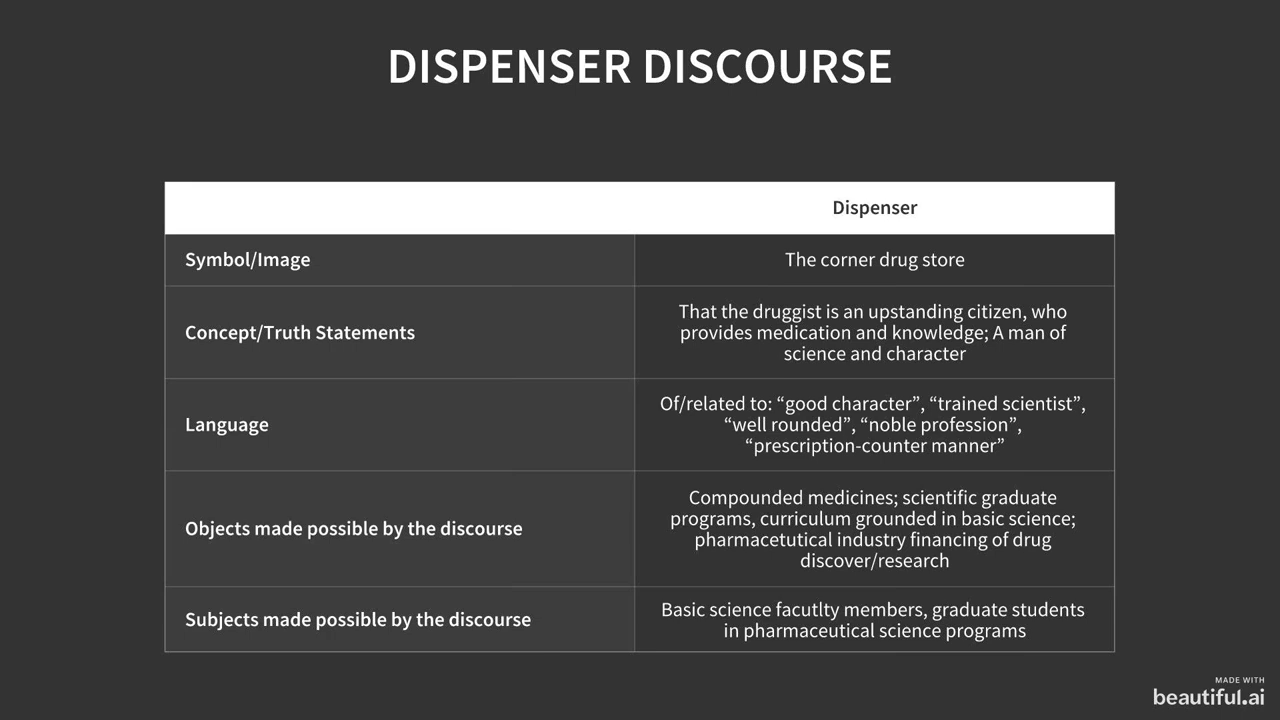 DISPENSER DISCOURSE
Dispenser
Symbol/Image
The corner drug store
Concept/Truth Statements
That the druggist is an upstanding citizen, who
provides medication and knowledge; A man of
science and character
Language
Of/related to: “good character”, “trained scientist”,
“well rounded”, “noble profession”,
“prescription-counter manner”
Objects made possible by the discourse
Compounded medicines; scientific graduate
programs, curriculum grounded in basic science;
pharmacetutical industry financing of drug
discover/research
Subjects made possible by the discourse
Basic science facutlty members, graduate students
in pharmaceutical science programs
MADE WITH
beautiful.ai